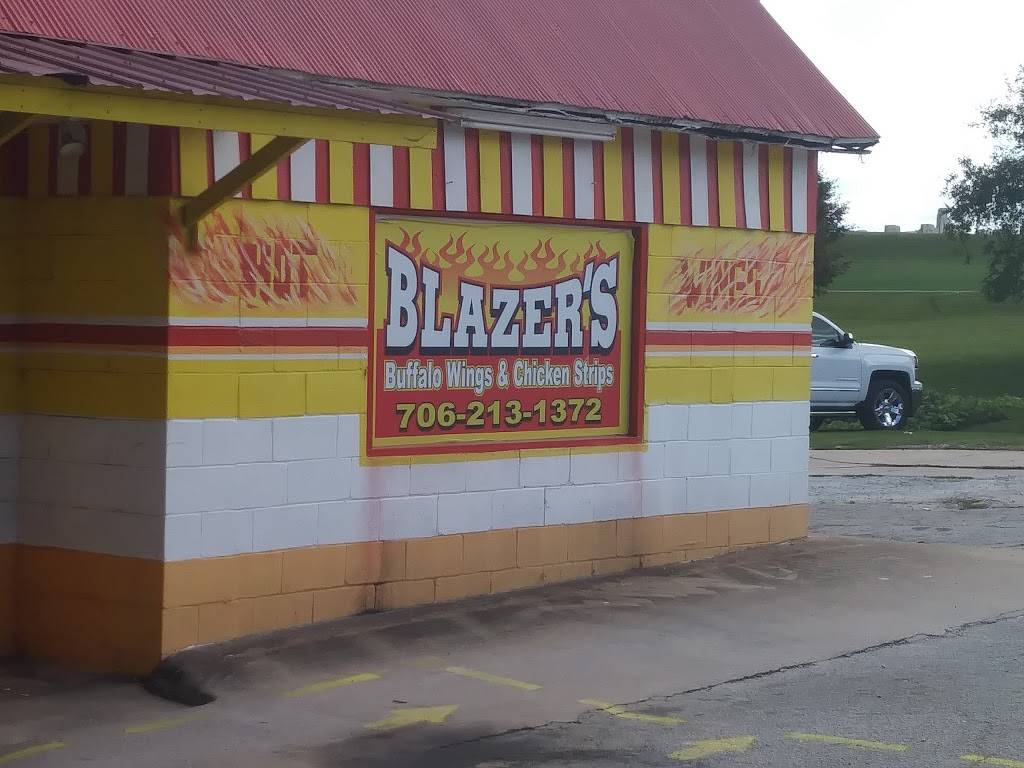 BLAZER'S
Buffalo Wings & Chicken Strips
706-213-1372